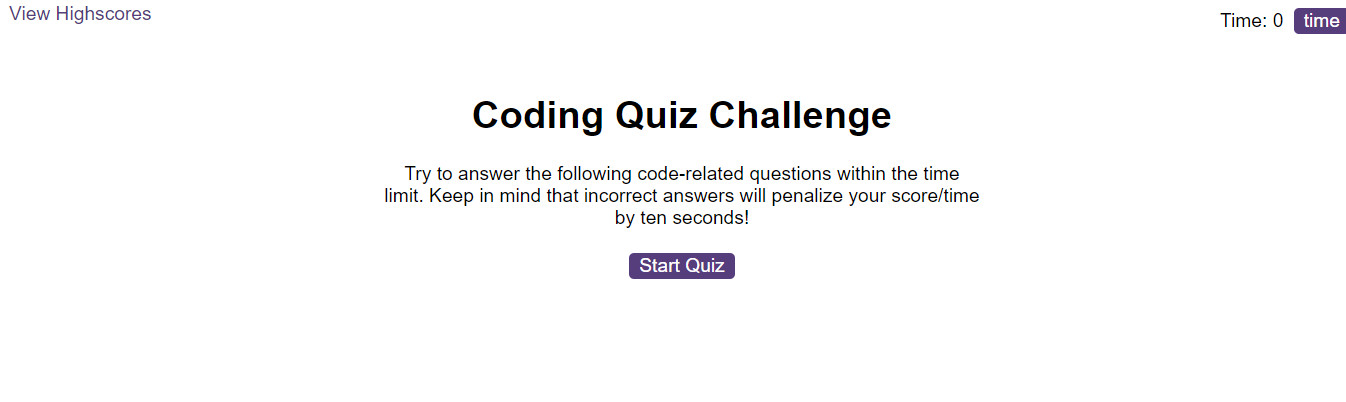 View Highscores
Time: 0 time
Coding Quiz Challenge
Try to answer the following code-related questions within the time
limit. Keep in mind that incorrect answers will penalize your score/time
by ten seconds!
Start Quiz